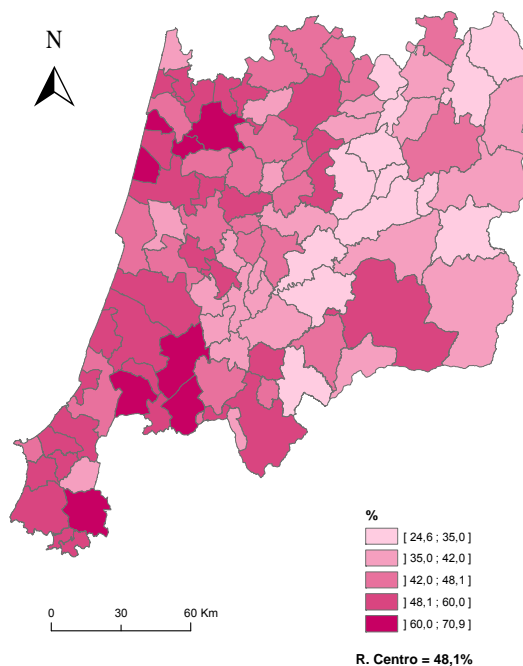 N
%
[ 24,6 ; 35,0 ]
] 35,0 ; 42,0 ]
] 42,0 ; 48,1 ]
] 48,1 ; 60,0 ]
] 60,0 ; 70,9 ]
0 30 60 Km
R. Centro = 48,1%